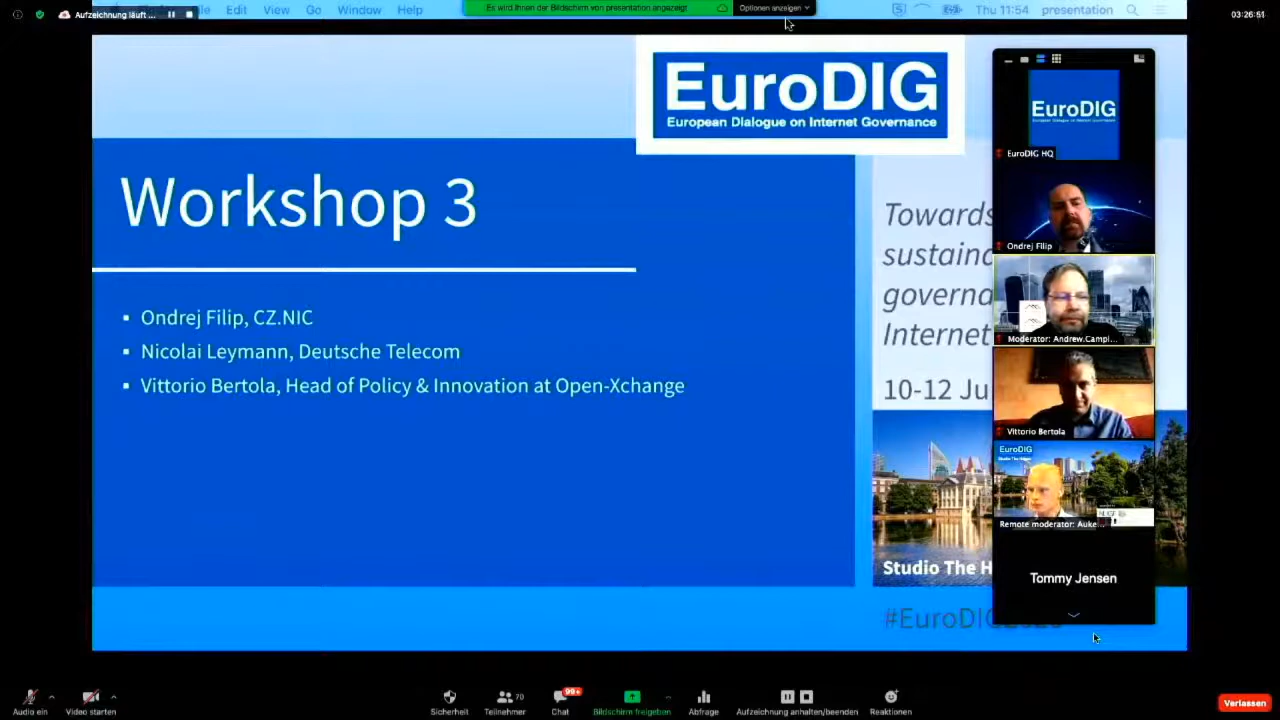 Aufzeichnung läuft ...
Edit View Go Window Help
Es wird Ihnen der Bildschirm von presentation angezeigt
Optionen anzeigen
Thu 11:54 presentation
03:26:51
EuroDIG
European Dialogue on Internet Governance
Workshop 3
Ondrej Filip, CZ.NIC
Nicolai Leymann, Deutsche Telecom
Vittorio Bertola, Head of Policy & Innovation at Open-Xchange
Towards
sustaina
governa
Internet
10-12 Ju
Studio The H
#EuroDIG
EuroDIG
EuroDIG HQ
Ondrej Filip
Moderator: Andrew.Campl...
Vittorio Bertola
EuroDIG
Studio The Hague
Remote moderator: Auke...
Tommy Jensen
Audio ein
Video starten
Sicherheit
70
Teilnehmer
99+
Chat
Bildschirm freigeben
Abfrage
Aufzeichnung anhalten/beenden
Reaktionen
Verlassen